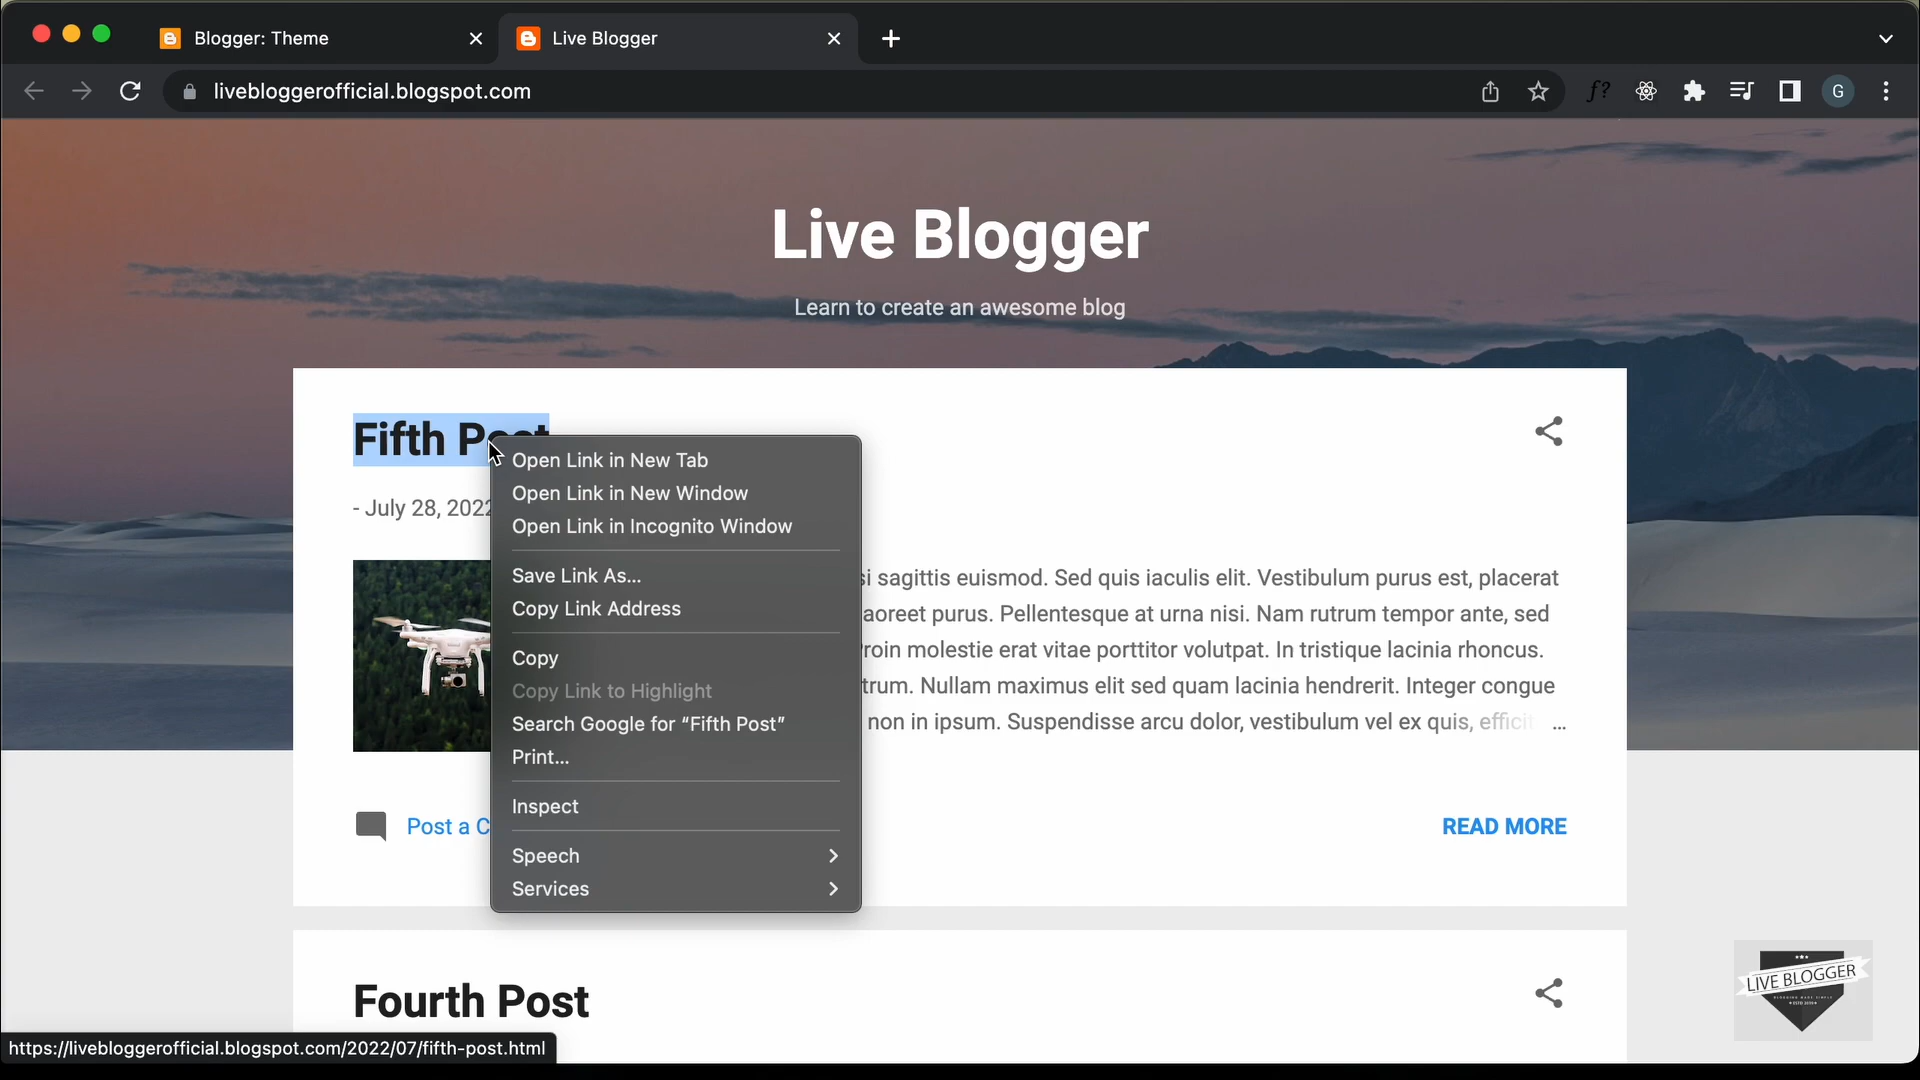 Blogger: Theme
Live Blogger
livebloggerofficial.blogspot.com
f?
G
Live Blogger
Learn to create an awesome blog
Fifth Post
- July 28, 2022
Open Link in New Tab
Open Link in New Window
Open Link in Incognito Window
Save Link As...
Copy Link Address
Copy
Copy Link to Highlight
Search Google for “Fifth Post”
Print...
Inspect
Speech
Services
si sagittis euismod. Sed quis iaculis elit. Vestibulum purus est, placerat
aoreet purus. Pellentesque at urna nisi. Nam rutrum tempor ante, sed
roin molestie erat vitae porttitor volutpat. In tristique lacinia rhoncus.
trum. Nullam maximus elit sed quam lacinia hendrerit. Integer congue
non in ipsum. Suspendisse arcu dolor, vestibulum vel ex quis, efficit ...
Post a C
READ MORE
Fourth Post
LIVE BLOGGER
https://livebloggerofficial.blogspot.com/2022/07/fifth-post.html